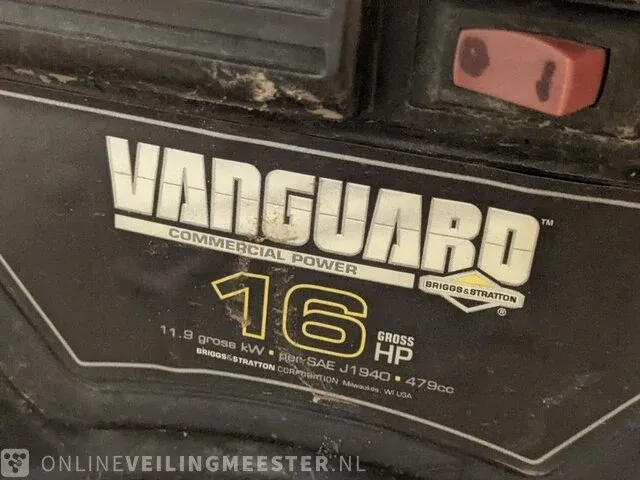 O I
VANGUARD™
COMMERCIAL POWER
BRIGGS&STRATTON
®
16 GROSS HP
11.9 gross kW • per SAE J1940 • 479cc
BRIGGS&STRATTON CORPORATION Milwaukee, WI USA
ONLINEVEILINGMEESTER.NL